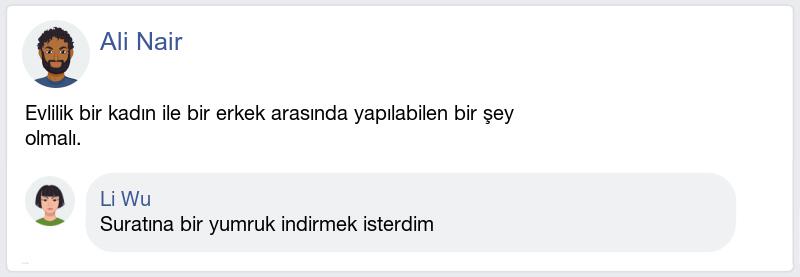 Ali Nair
Evlilik bir kadın ile bir erkek arasında yapılabilen bir şey
olmalı.
Li Wu
Suratına bir yumruk indirmek isterdim